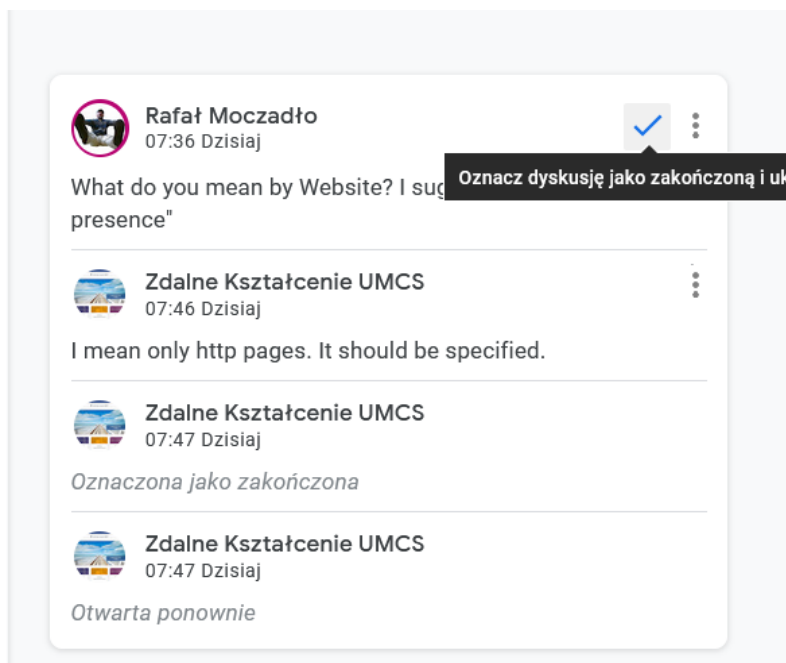 Rafał Moczadło
07:36 Dzisiaj
Oznacz dyskusję jako zakończoną i
What do you mean by Website? I
presence"
Zdalne Kształcenie UMCS
07:46 Dzisiaj
I mean only http pages. It should be specified.
Zdalne Kształcenie UMCS
07:47 Dzisiaj
Oznaczona jako zakończona
Zdalne Kształcenie UMCS
07:47 Dzisiaj
Otwarta ponownie